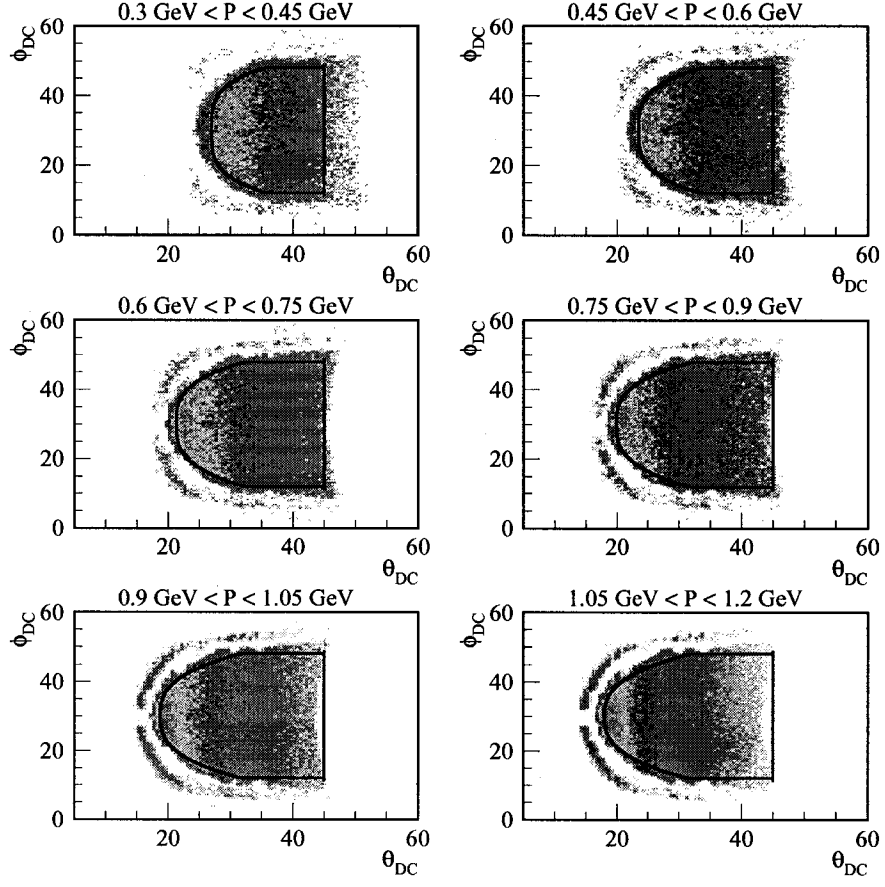 0.3 GeV < P < 0.45 GeV
ϕDC
60
40
20
0
20 40 60
θDC
0.45 GeV < P < 0.6 GeV
ϕDC
60
40
20
0
20 40 60
θDC
0.6 GeV < P < 0.75 GeV
ϕDC
60
40
20
0
20 40 60
θDC
0.75 GeV < P < 0.9 GeV
ϕDC
60
40
20
0
20 40 60
θDC
0.9 GeV < P < 1.05 GeV
ϕDC
60
40
20
0
20 40 60
θDC
1.05 GeV < P < 1.2 GeV
ϕDC
60
40
20
0
20 40 60
θDC